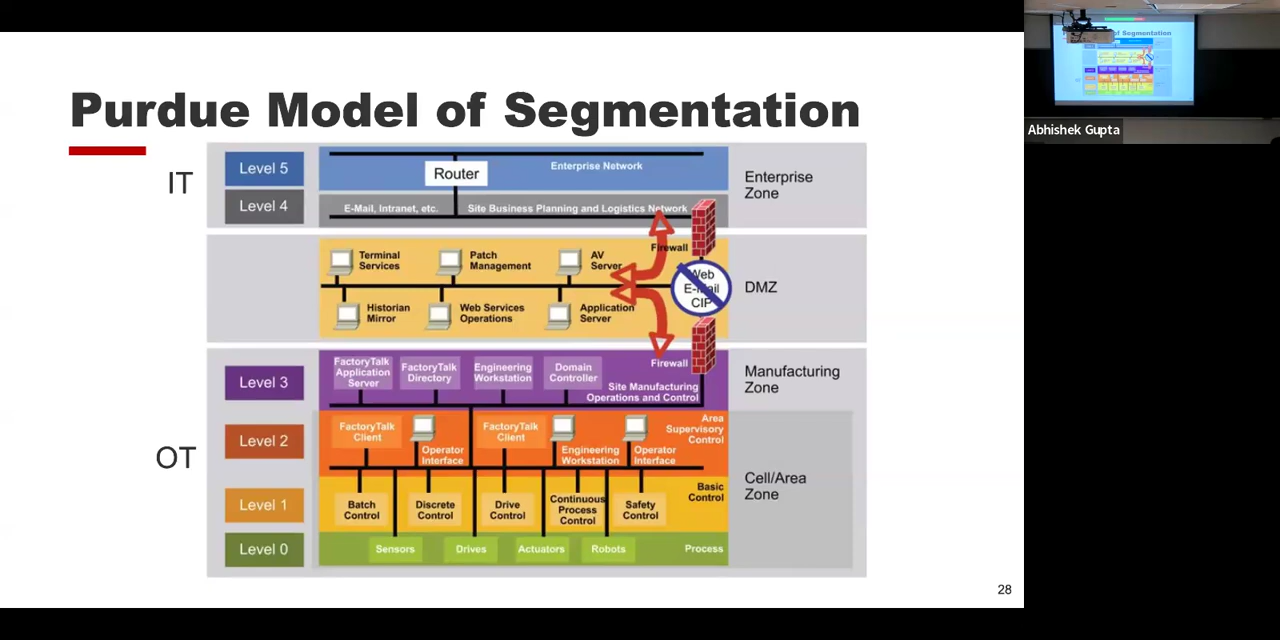 Purdue Model of Segmentation
IT
Level 5
Enterprise Network
Router
Enterprise
Zone
Level 4
E-Mail, Intranet, etc.
Site Business Planning and Logistics Network
Firewall
Terminal
Services
Patch
Management
AV
Server
Web
E-Mail
CIP
DMZ
Historian
Mirror
Web Services
Operations
Application
Server
Firewall
Level 3
FactoryTalk
Application
Server
FactoryTalk
Directory
Engineering
Workstation
Domain
Controller
Site Manufacturing
Operations and Control
Manufacturing
Zone
OT
Level 2
FactoryTalk
Client
Operator
Interface
FactoryTalk
Client
Engineering
Workstation
Operator
Interface
Area
Supervisory
Control
Cell/Area
Zone
Level 1
Batch
Control
Discrete
Control
Drive
Control
Continuous
Process
Control
Safety
Control
Basic
Control
Level 0
Sensors
Drives
Actuators
Robots
Process
28
of Segmentation
Abhishek Gupta